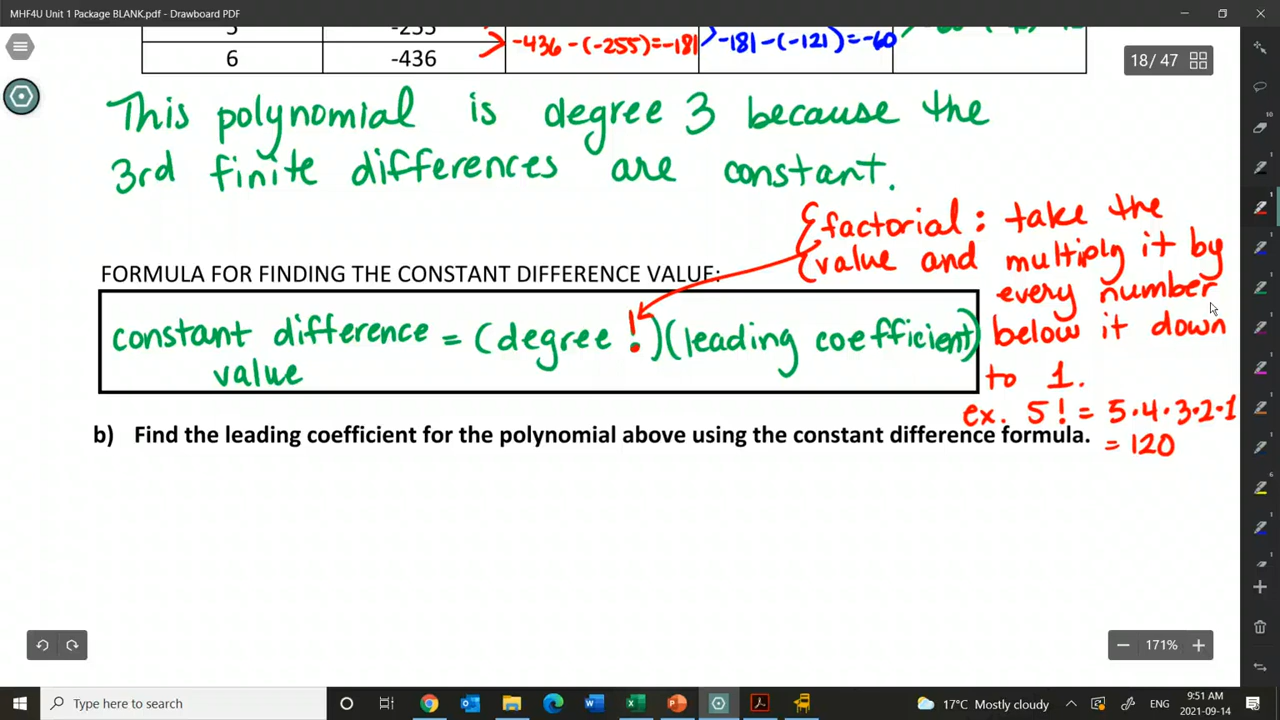 MHF4U Unit 1 Package BLANK.pdf - Drawboard PDF
-436-(-255)=-181
-181-(-121)=-60
6 -436
18 / 47
This polynomial is degree 3 because the
3rd finite differences are constant.
factorial: take the
value and multiply it by
every number
below it down
to 1.
ex. 5! = 5·4·3·2·1
= 120
FORMULA FOR FINDING THE CONSTANT DIFFERENCE VALUE:
constant difference = (degree !)(leading coefficient)
value
b) Find the leading coefficient for the polynomial above using the constant difference formula.
171%
Type here to search
17°C Mostly cloudy
ENG
9:51 AM
2021-09-14